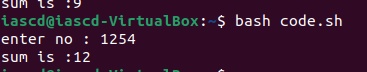 sum is :9
iascd@iascd-VirtualBox:~$ bash code.sh
enter no : 1254
sum is :12